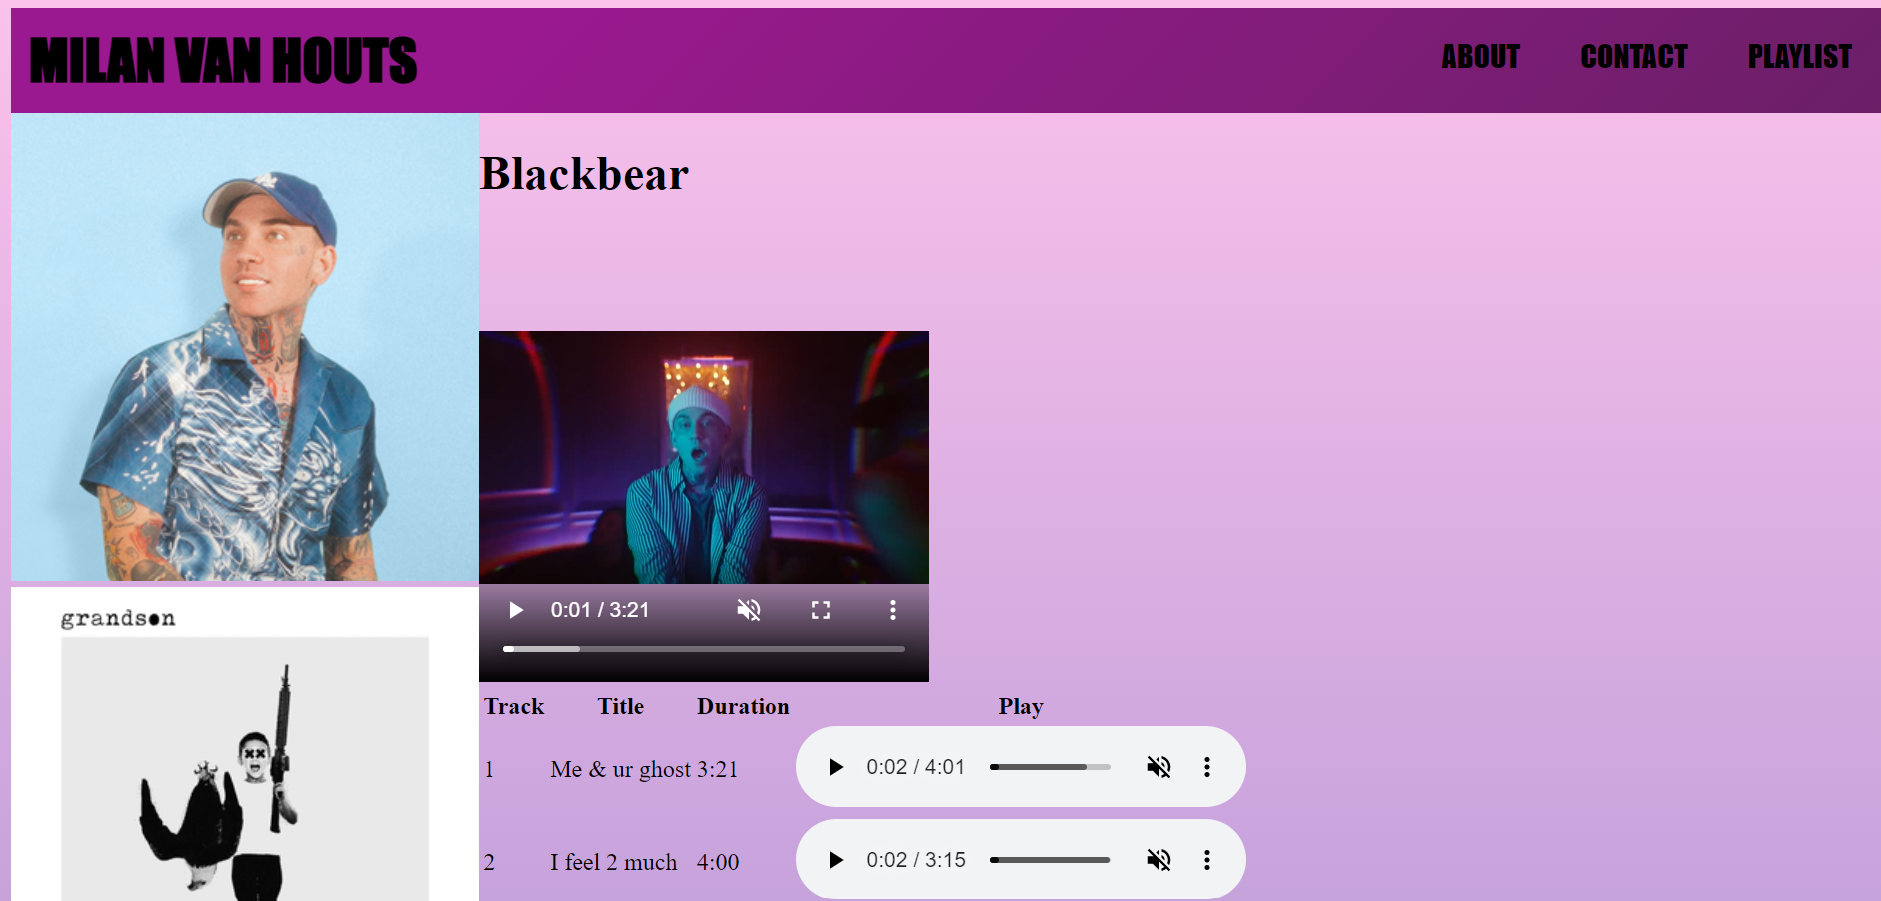 MILAN VAN HOUTS
ABOUT CONTACT PLAYLIST
Blackbear
0:01 / 3:21
grandson
Track Title Duration Play
1 Me & ur ghost 3:21 0:02 / 4:01
2 I feel 2 much 4:00 0:02 / 3:15